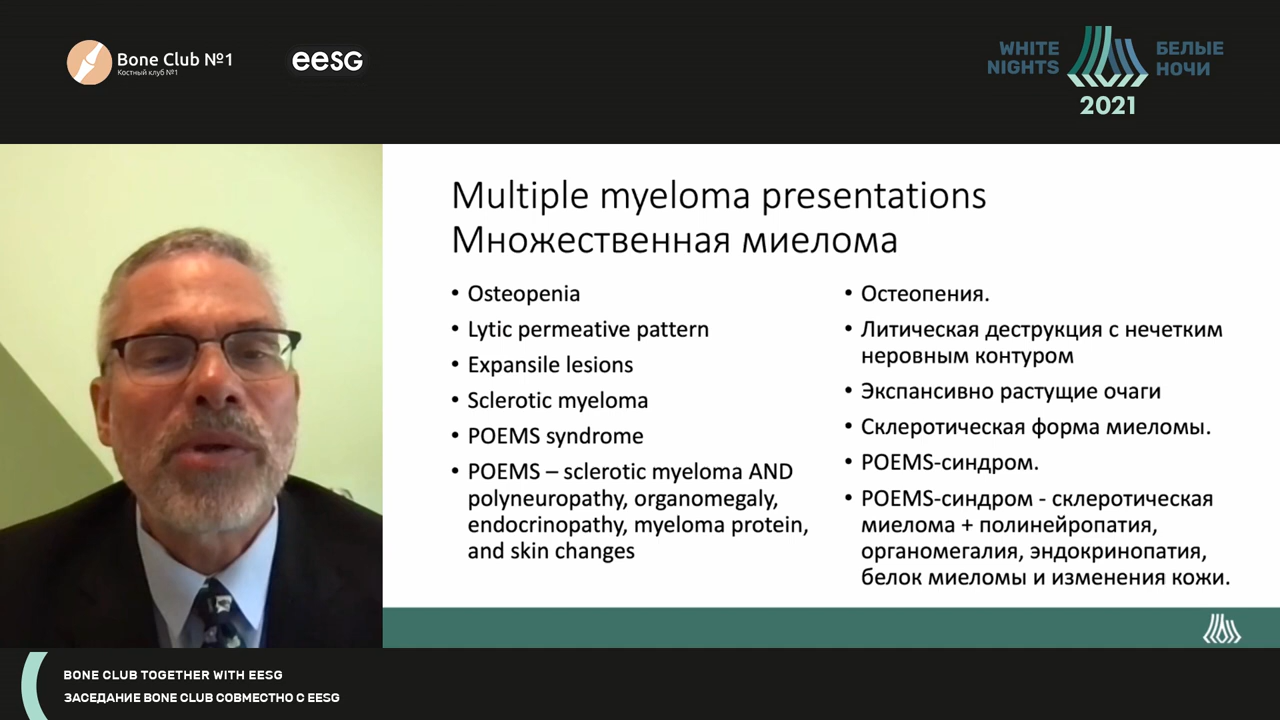 Bone Club №1
Костный клуб №1
eesg
WHITE
NIGHTS
БЕЛЫЕ
НОЧИ
2021
Multiple myeloma presentations
Множественная миелома
• Osteopenia
• Lytic permeative pattern
• Expansile lesions
• Sclerotic myeloma
• POEMS syndrome
• POEMS – sclerotic myeloma AND
polyneuropathy, organomegaly,
endocrinopathy, myeloma protein,
and skin changes
• Остеопения.
• Литическая деструкция с нечетким
неровным контуром
• Экспансивно растущие очаги
• Склеротическая форма миеломы.
• POEMS-синдром.
• POEMS-синдром - склеротическая
миелома + полинейропатия,
органомегалия, эндокринопатия,
белок миеломы и изменения кожи.
BONE CLUB TOGETHER WITH EESG
ЗАСЕДАНИЕ BONE CLUB СОВМЕСТНО С EESG